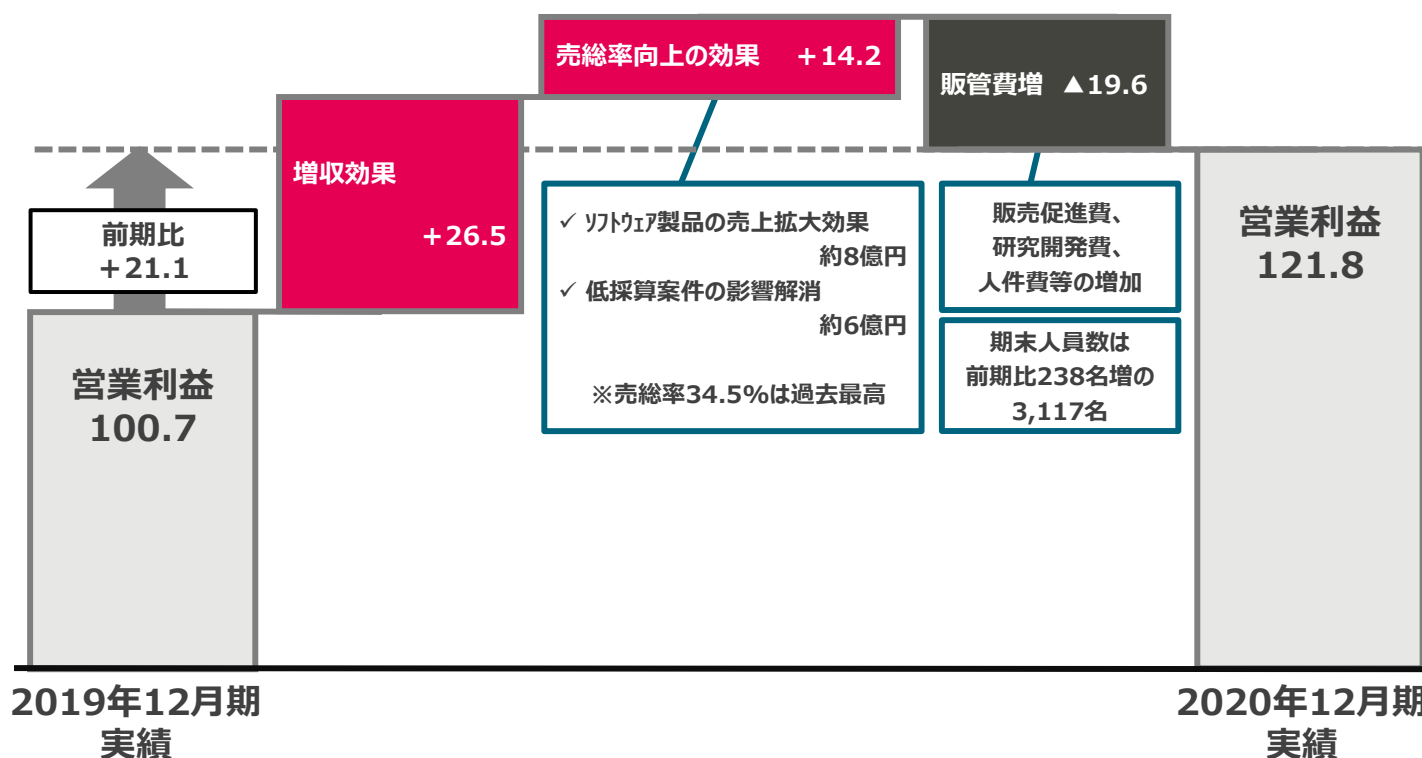 売総率向上の効果 +14.2
販管費増 ▲19.6
増収効果
+26.5
前期比
+21.1
✓ ｿﾌﾄｳｪｱ製品の売上拡大効果
約8億円
✓ 低採算案件の影響解消
約6億円
※売総率34.5%は過去最高
販売促進費、
研究開発費、
人件費等の増加
期末人員数は
前期比238名増の
3,117名
営業利益
100.7
営業利益
121.8
2019年12月期
実績
2020年12月期
実績